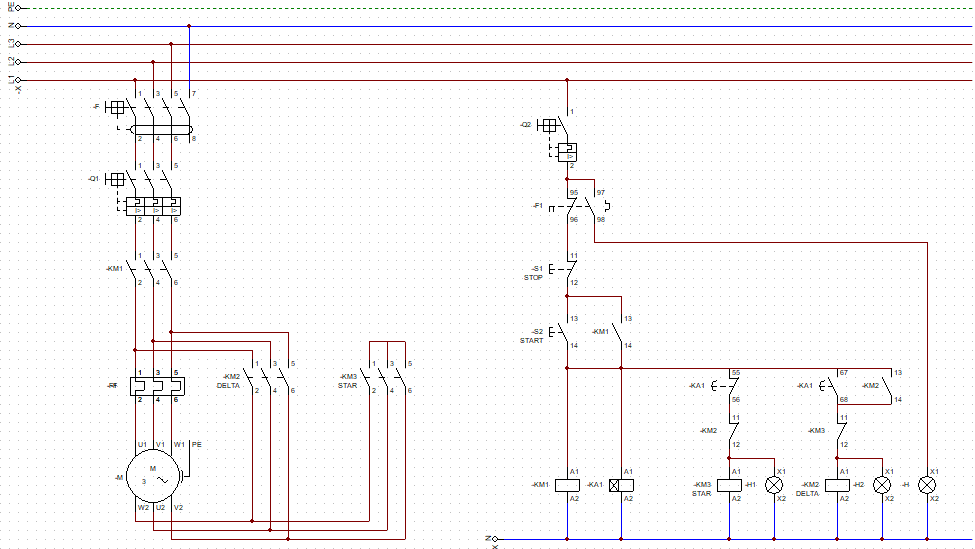 PE
N
L3
L2
L1
-X
1 3 5 7
-F
2 4 6 8
1
-Q2
I>
2
1 3 5
-Q1
I> I> I>
2 4 6
95 97
-F1
96 98
1 3 5
-KM1
2 4 6
11
-S1
STOP
12
13 13
-S2
START
-KM1
14 14
1 3 5
-KM2
DELTA
2 4 6
1 3 5
-KM3
STAR
2 4 6
1 3 5
2 4 6
55
-KA1
56
67
-KA1
68
13
-KM2
14
11
-KM2
12
11
-KM3
12
U1 V1 W1 PE
-M
M
3
W2 U2 V2
A1
-KM1
A2
A1
-KA1
A2
A1
-KM3
STAR
A2
X1
-H1
X2
A1
-KM2
DELTA
A2
X1
-H2
X2
X1
-H
X2
N
X